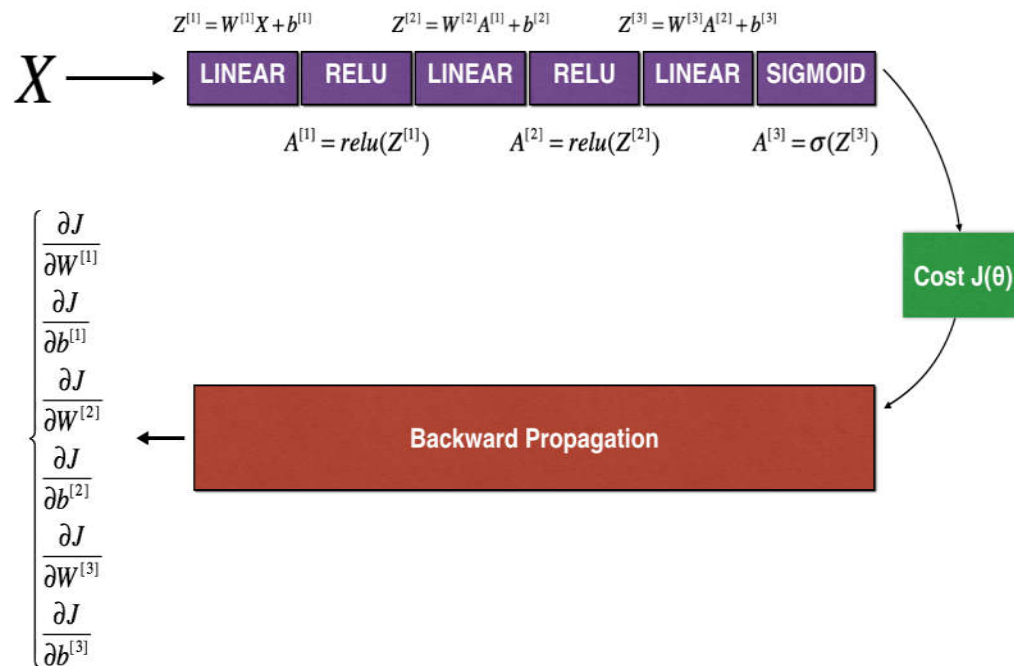 Z^{[1]} = W^{[1]}X + b^{[1]} Z^{[2]} = W^{[2]}A^{[1]} + b^{[2]} Z^{[3]} = W^{[3]}A^{[2]} + b^{[3]}
X LINEAR RELU LINEAR RELU LINEAR SIGMOID
A^{[1]} = relu(Z^{[1]}) A^{[2]} = relu(Z^{[2]}) A^{[3]} = σ(Z^{[3]})
Cost J(θ)
Backward Propagation
∂J
∂W^{[1]}
∂J
∂b^{[1]}
∂J
∂W^{[2]}
∂J
∂b^{[2]}
∂J
∂W^{[3]}
∂J
∂b^{[3]}